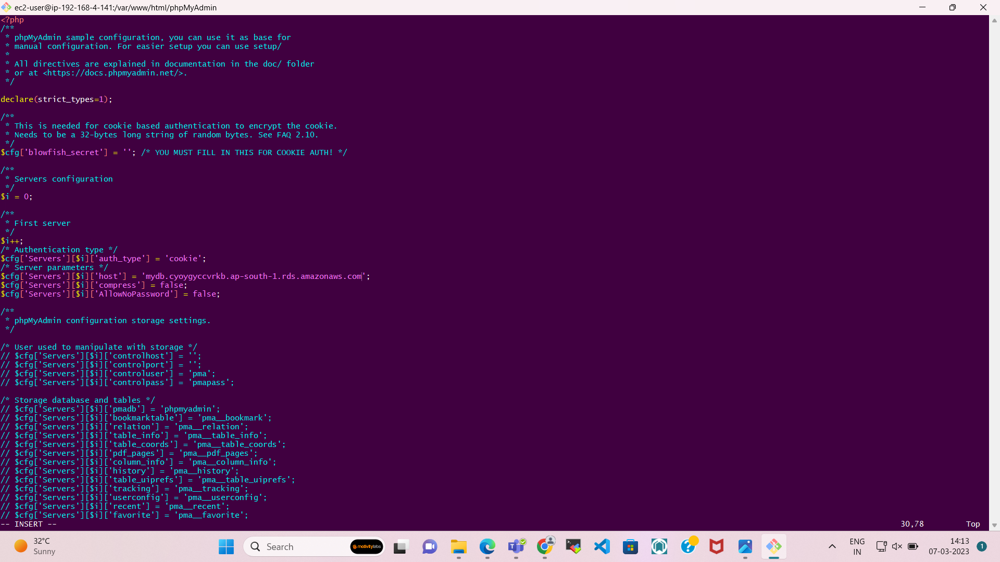 ec2-user@ip-192-168-4-141:/var/www/html/phpMyAdmin
<?php
/**
 * phpMyAdmin sample configuration, you can use it as base for
 * manual configuration. For easier setup you can use setup/
 *
 * All directives are explained in documentation in the doc/ folder
 * or at <https://docs.phpmyadmin.net/>.
 */
declare(strict_types=1);
/**
 * This is needed for cookie based authentication to encrypt the cookie.
 * Needs to be a 32-bytes long string of random bytes. See FAQ 2.10.
 */
$cfg['blowfish_secret'] = ''; /* YOU MUST FILL IN THIS FOR COOKIE AUTH! */
/**
 * Servers configuration
 */
$i = 0;
/**
 * First server
 */
$i++;
/* Authentication type */
$cfg['Servers'][$i]['auth_type'] = 'cookie';
/* Server parameters */
$cfg['Servers'][$i]['host'] = 'mydb.cyoygyccvrkb.ap-south-1.rds.amazonaws.com';
$cfg['Servers'][$i]['compress'] = false;
$cfg['Servers'][$i]['AllowNoPassword'] = false;
/**
 * phpMyAdmin configuration storage settings.
 */
/* User used to manipulate with storage */
// $cfg['Servers'][$i]['controlhost'] = '';
// $cfg['Servers'][$i]['controlport'] = '';
// $cfg['Servers'][$i]['controluser'] = 'pma';
// $cfg['Servers'][$i]['controlpass'] = 'pmapass';
/* Storage database and tables */
// $cfg['Servers'][$i]['pmadb'] = 'phpmyadmin';
// $cfg['Servers'][$i]['bookmarktable'] = 'pma__bookmark';
// $cfg['Servers'][$i]['relation'] = 'pma__relation';
// $cfg['Servers'][$i]['table_info'] = 'pma__table_info';
// $cfg['Servers'][$i]['table_coords'] = 'pma__table_coords';
// $cfg['Servers'][$i]['pdf_pages'] = 'pma__pdf_pages';
// $cfg['Servers'][$i]['column_info'] = 'pma__column_info';
// $cfg['Servers'][$i]['history'] = 'pma__history';
// $cfg['Servers'][$i]['table_uiprefs'] = 'pma__table_uiprefs';
// $cfg['Servers'][$i]['tracking'] = 'pma__tracking';
// $cfg['Servers'][$i]['userconfig'] = 'pma__userconfig';
// $cfg['Servers'][$i]['recent'] = 'pma__recent';
// $cfg['Servers'][$i]['favorite'] = 'pma__favorite';
-- INSERT -- 30,78 Top
32°C
Sunny
Search
motivitylabs
ENG
IN
14:13
07-03-2023
1